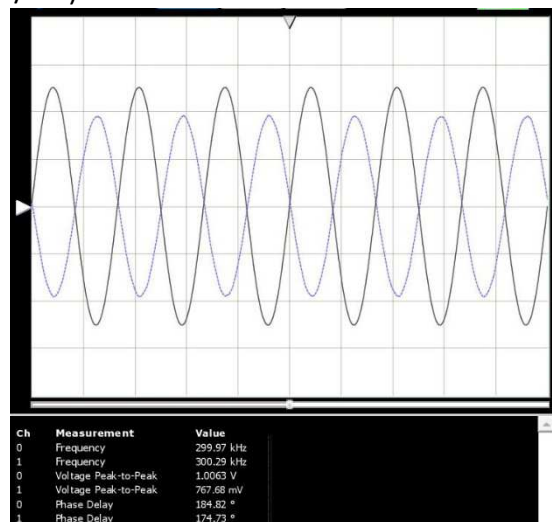 Ch Measurement Value
0 Frequency 299.97 kHz
1 Frequency 300.29 kHz
0 Voltage Peak-to-Peak 1.0063 V
1 Voltage Peak-to-Peak 767.68 mV
0 Phase Delay 184.82 °
1 Phase Delay 174.73 °